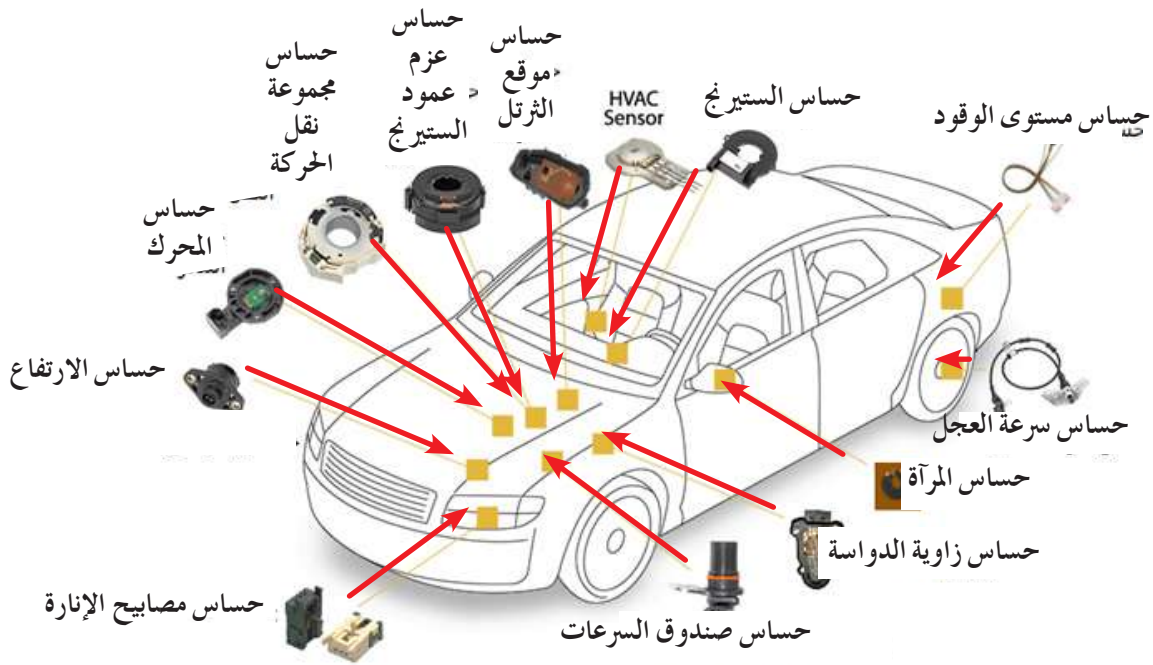 حساس
عزم
عمود
الستيرنج
حساس
موقع
الثرتل
حساس
مجموعة
نقل
الحركة
HVAC
Sensor
حساس الستيرنج
حساس مستوى الوقود
حساس
المحرك
حساس الارتفاع
حساس سرعة العجل
حساس المرآة
حساس زاوية الدواسة
حساس مصابيح الإنارة
حساس صندوق السرعات